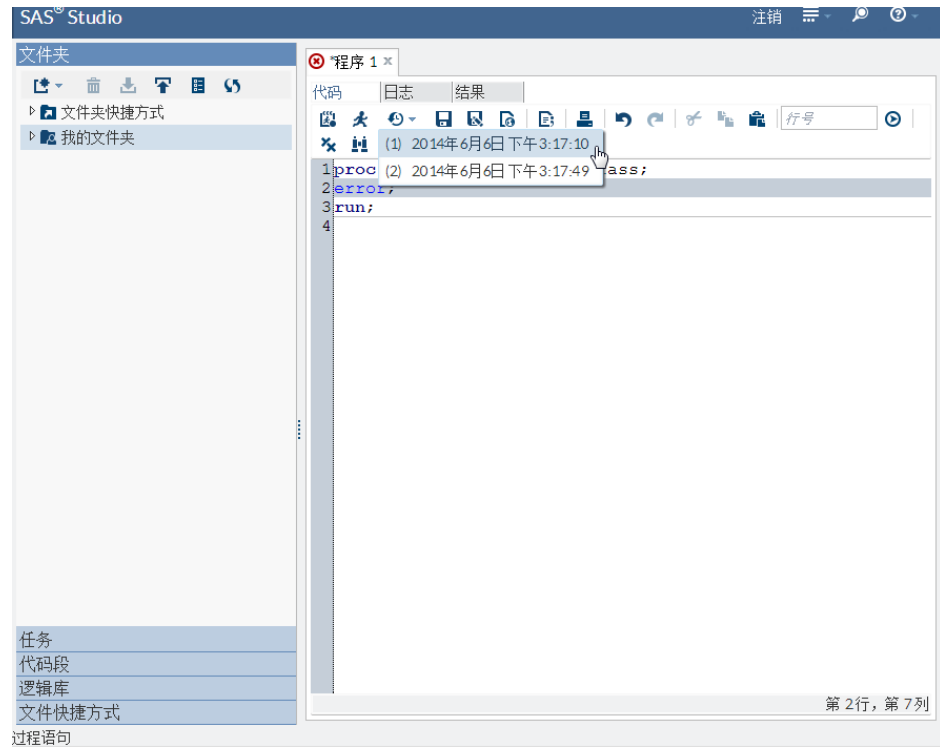 SAS® Studio 注销
文件夹
文件夹快捷方式
我的文件夹
任务
代码段
逻辑库
文件快捷方式
*程序 1
代码 日志 结果
行号
(1) 2014年6月6日 下午3:17:10
(2) 2014年6月6日 下午3:17:49
1 proc ass;
2 error;
3 run;
4
第 2行，第 7列
过程语句